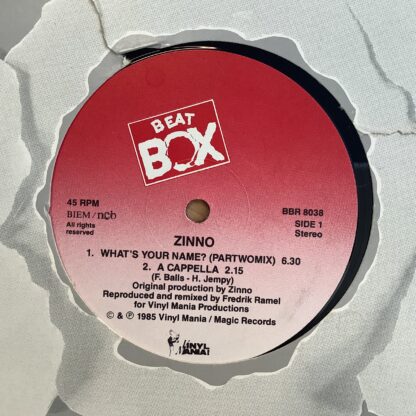 BEAT
BOX
45 RPM
BIEM / ncb
All rights
reserved
BBR 8038
SIDE 1
Stereo
ZINNO
1. WHAT'S YOUR NAME? (PARTWOMIX) 6.30
2. A CAPPELLA 2.15
(F. Balls - H. Jempy)
Original production by Zinno
Reproduced and remixed by Fredrik Ramel
for Vinyl Mania Productions
© & ℗ 1985 Vinyl Mania / Magic Records
VINYL
MANIA!